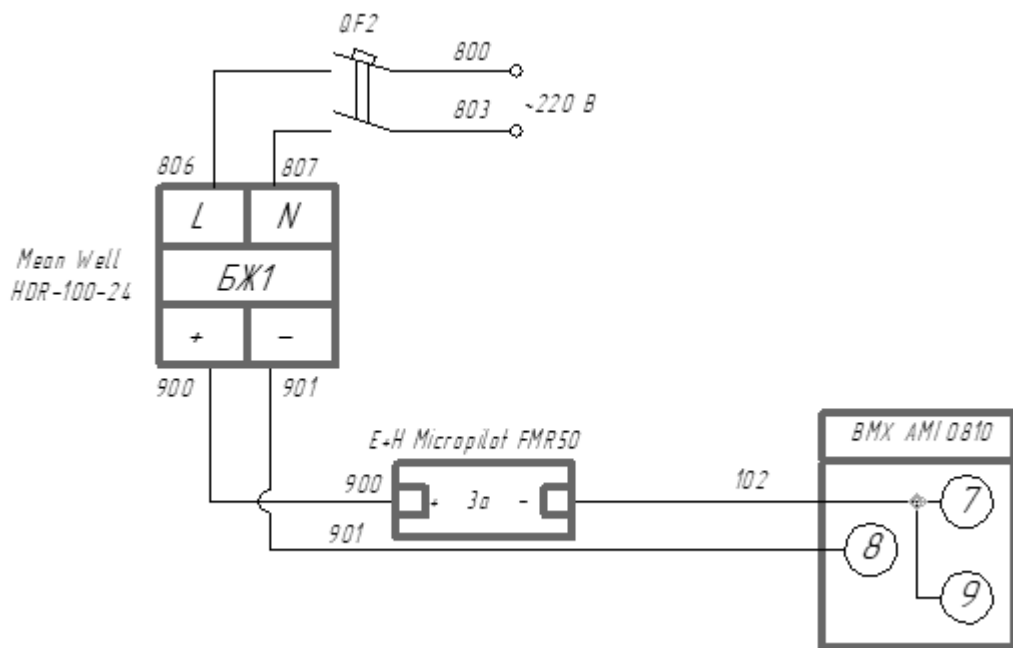 QF2
800
803
~220 В
806
807
L
N
Mean Well
HDR-100-24
БЖ1
+
-
900
901
E+H Micropilot FMR50
BMX AMI 0810
900
+
3а
-
102
7
901
8
9